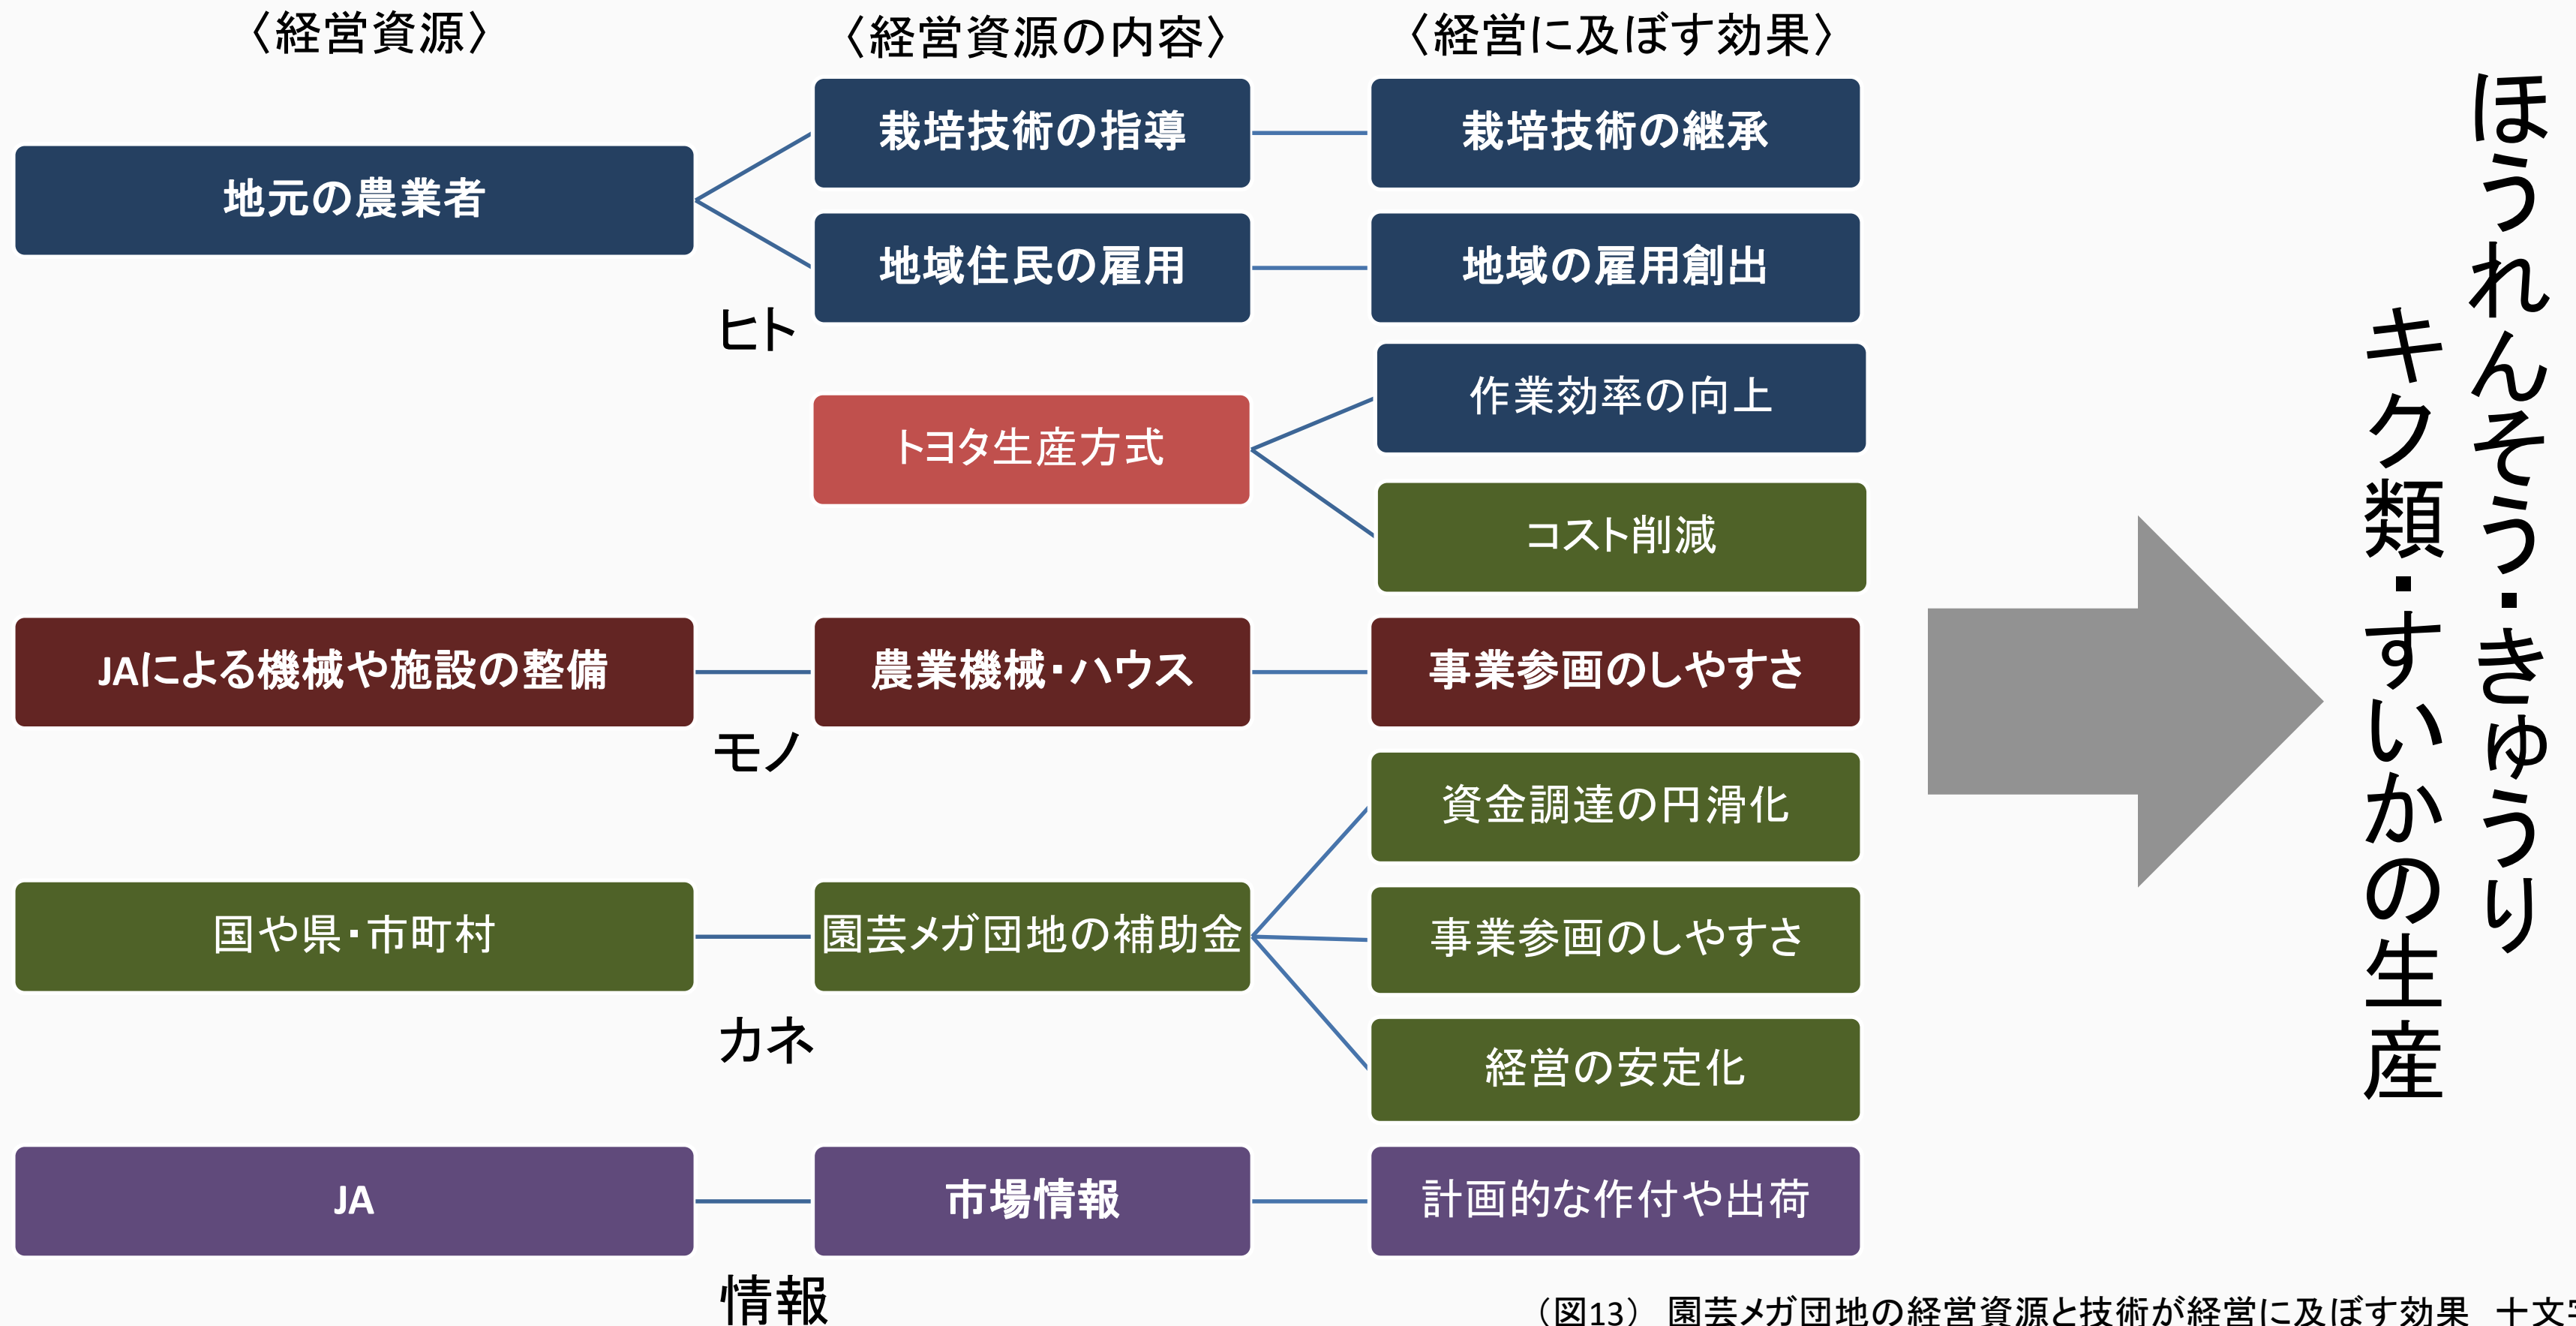 〈経営資源〉
〈経営資源の内容〉
〈経営に及ぼす効果〉
地元の農業者
栽培技術の指導
栽培技術の継承
地域住民の雇用
地域の雇用創出
ヒト
トヨタ生産方式
作業効率の向上
コスト削減
JAによる機械や施設の整備
農業機械・ハウス
事業参画のしやすさ
モノ
国や県・市町村
園芸メガ団地の補助金
資金調達の円滑化
事業参画のしやすさ
経営の安定化
カネ
JA
市場情報
計画的な作付や出荷
情報
ほうれんそう・きゅうり
キク類・すいかの生産
（図13） 園芸メガ団地の経営資源と技術が経営に及ぼす効果 十文字